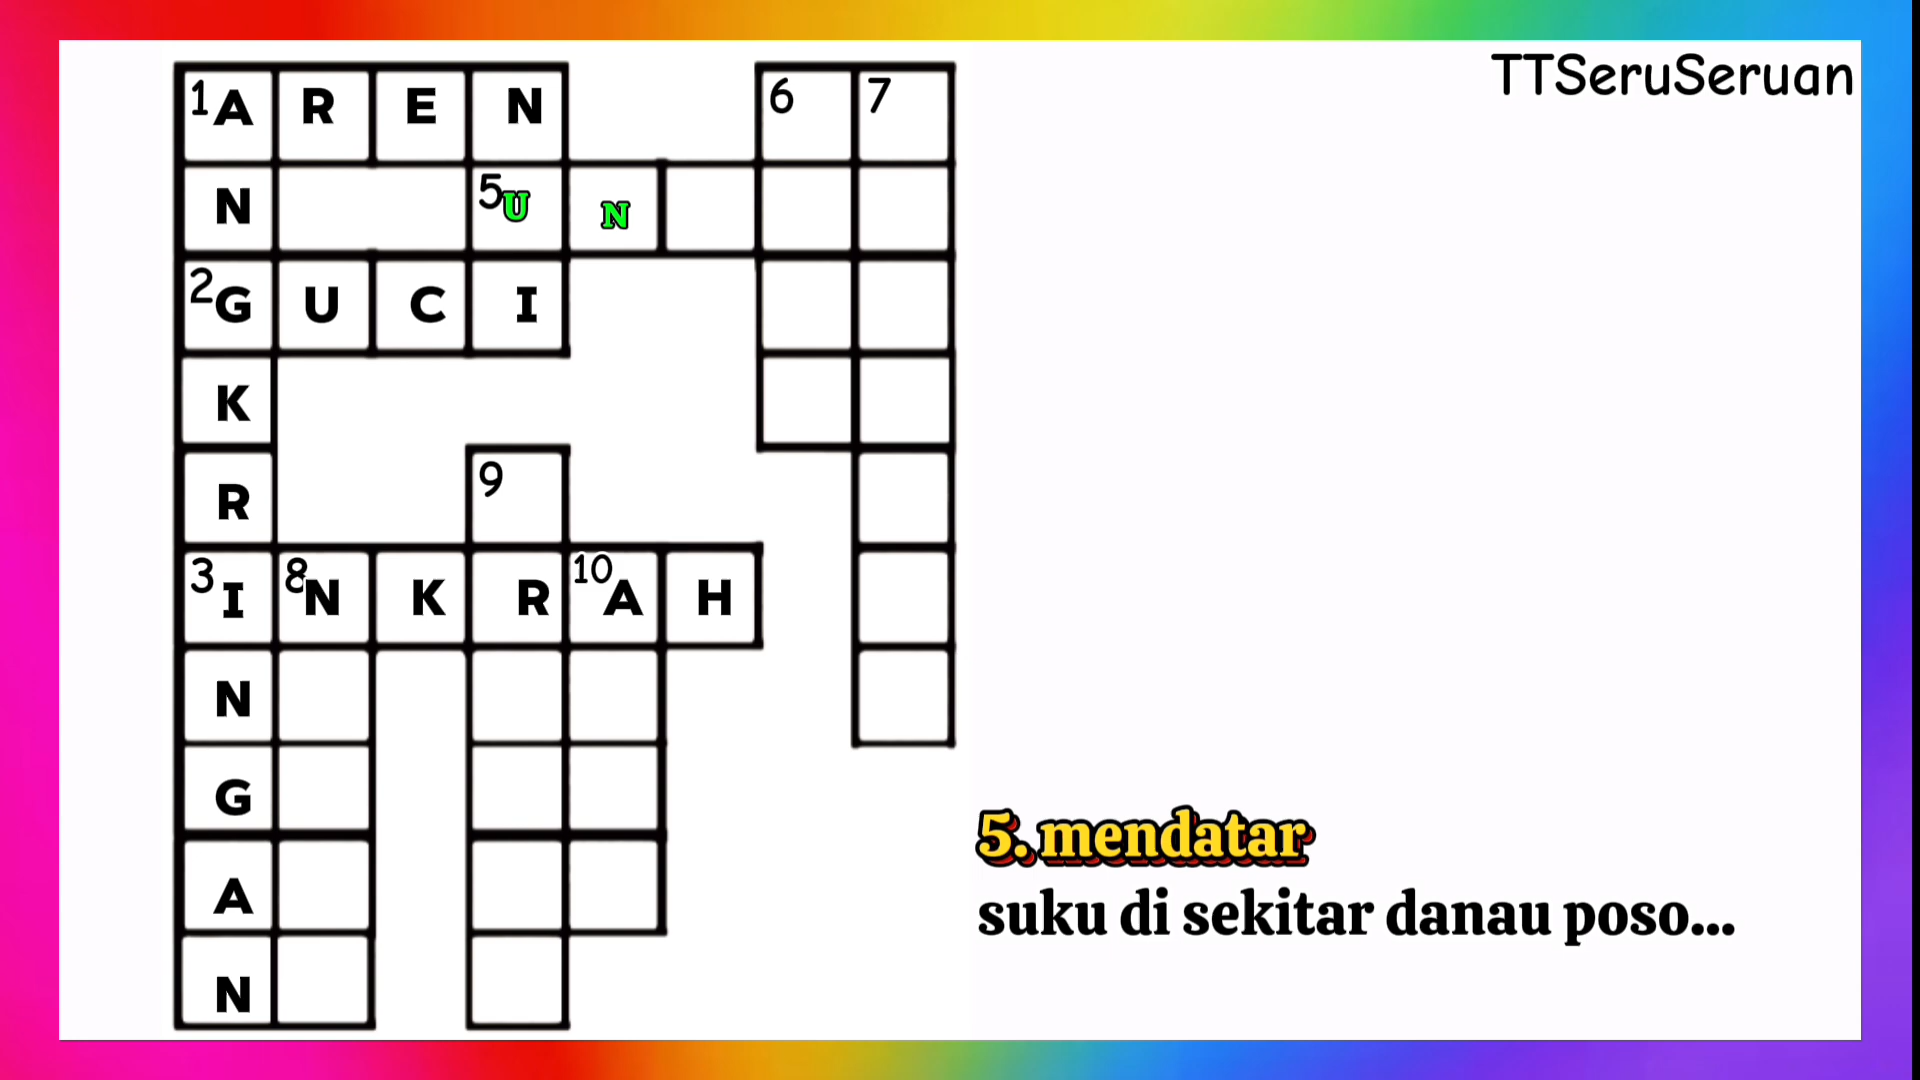 TTSeruSeruan
1 A R E N 6 7
N 5 U N
2 G U C I
K
R 9
3 I 8 N K R 10 A H
N
G
A
N
5. mendatar
suku di sekitar danau poso...